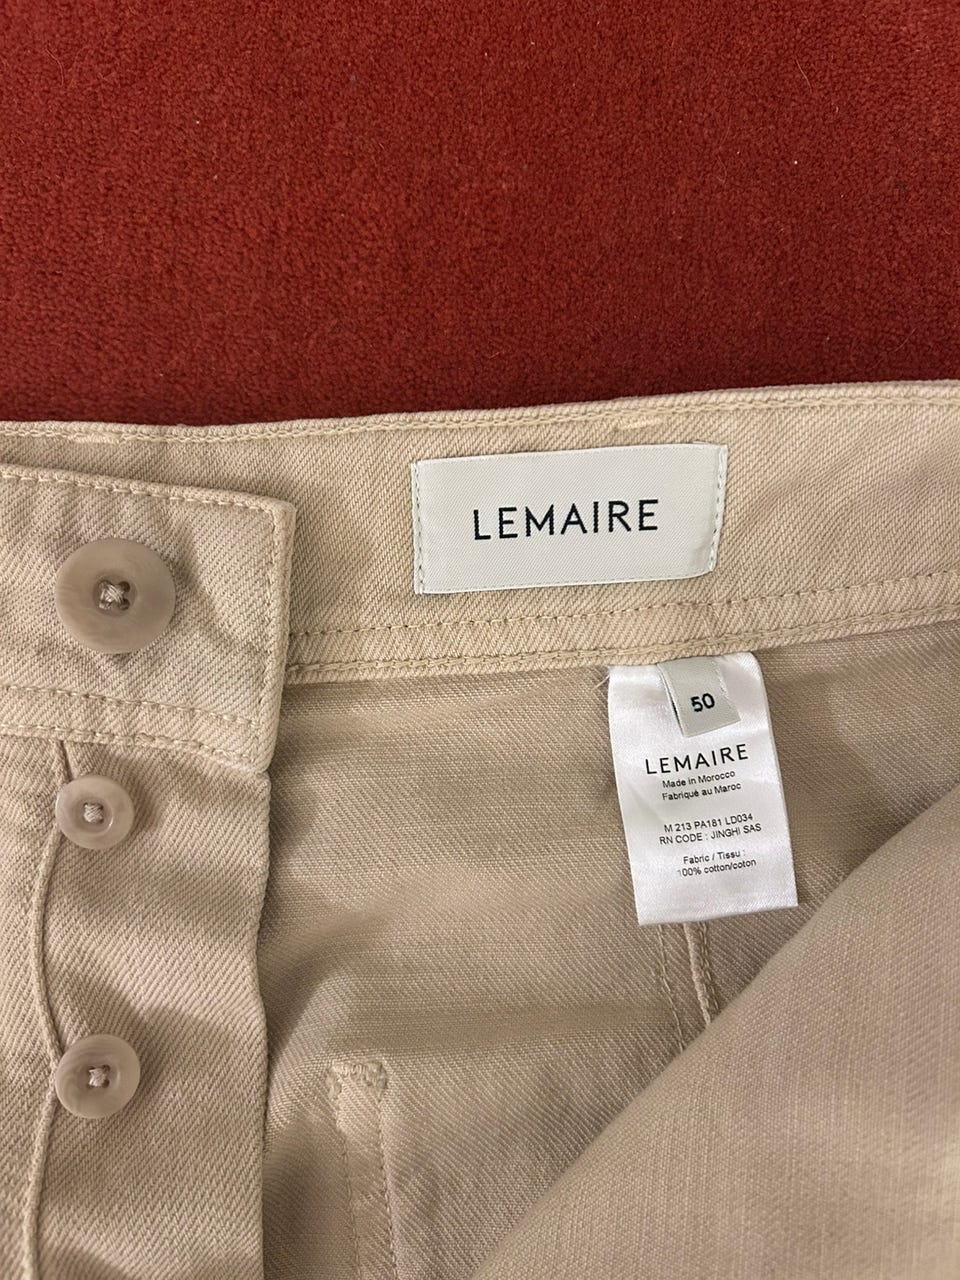 LEMAIRE
50
LEMAIRE
Made in Morocco
Fabriqué au Maroc
M 213 PA181 LD034
RN CODE : JINGHI SAS
Fabric / Tissu :
100% cotton/coton